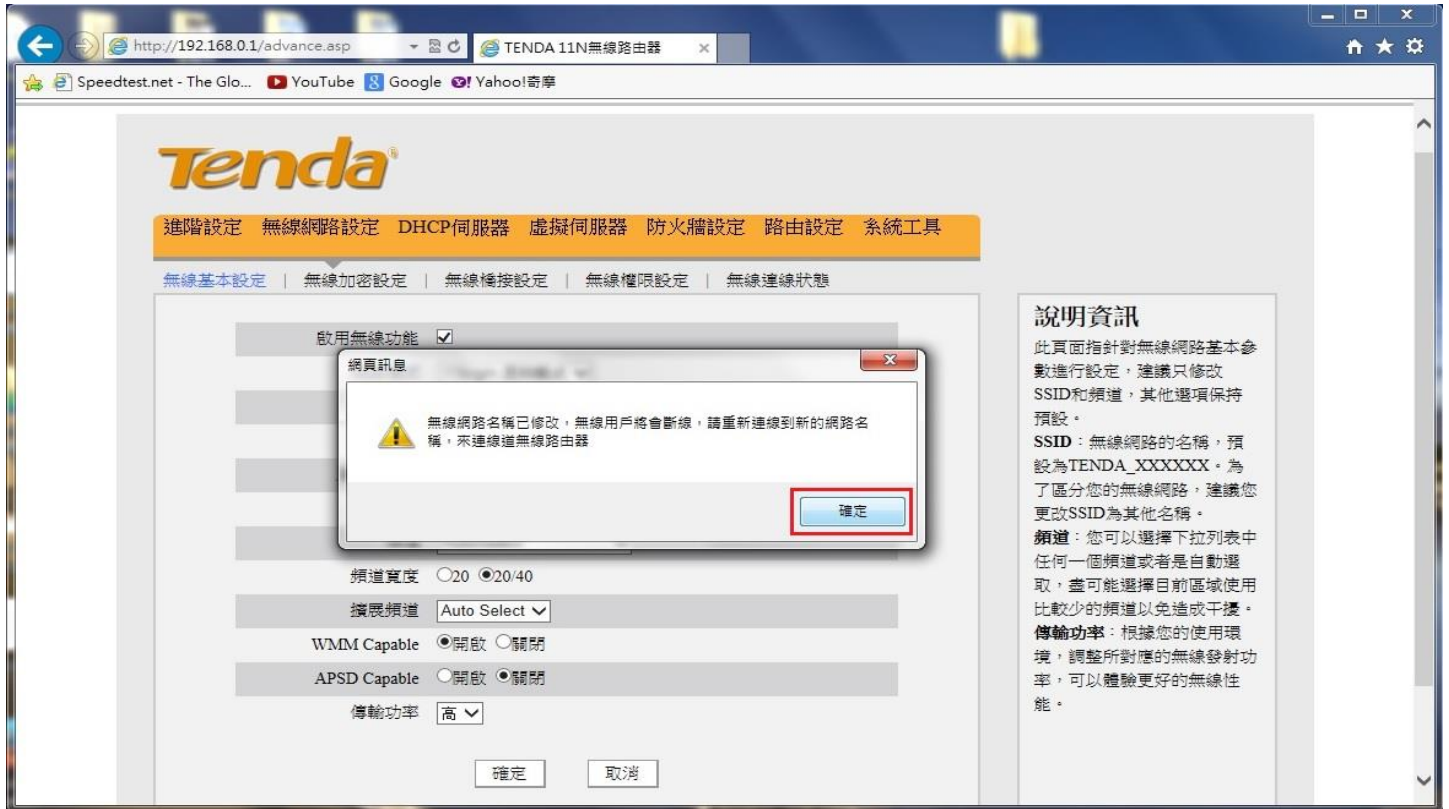 http://192.168.0.1/advance.asp
TENDA 11N無線路由器
Speedtest.net - The Glo... YouTube Google Yahoo!奇摩
Tenda
進階設定 無線網路設定 DHCP伺服器 虛擬伺服器 防火牆設定 路由設定 系統工具
無線基本設定 | 無線加密設定 | 無線橋接設定 | 無線權限設定 | 無線連線狀態
啟用無線功能
網頁訊息
無線網路名稱已修改，無線用戶將會斷線，請重新連線到新的網路名
稱，來連線道無線路由器
確定
頻道寬度 20 20/40
擴展頻道 Auto Select
WMM Capable 開啟 關閉
APSD Capable 開啟 關閉
傳輸功率 高
確定 取消
說明資訊
此頁面指針對無線網路基本參
數進行設定，建議只修改
SSID和頻道，其他選項保持
預設。
SSID：無線網路的名稱，預
設為TENDA_XXXXXX。為
了區分您的無線網路，建議您
更改SSID為其他名稱。
頻道：您可以選擇下拉列表中
任何一個頻道或者是自動選
取，盡可能選擇目前區域使用
比較少的頻道以免造成干擾。
傳輸功率：根據您的使用環
境，調整所對應的無線發射功
率，可以體驗更好的無線性
能。